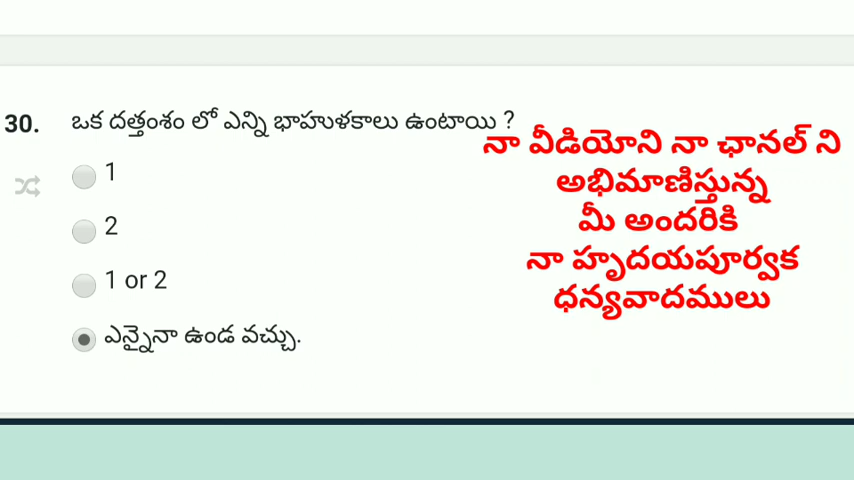 30. ఒక దత్తంశం లో ఎన్ని భాహుళకాలు ఉంటాయి ?
1
2
1 or 2
ఎన్నైనా ఉండ వచ్చు.
నా వీడియోని నా ఛానల్ ని
అభిమాణిస్తున్న
మీ అందరికి
నా హృదయపూర్వక
ధన్యవాదములు